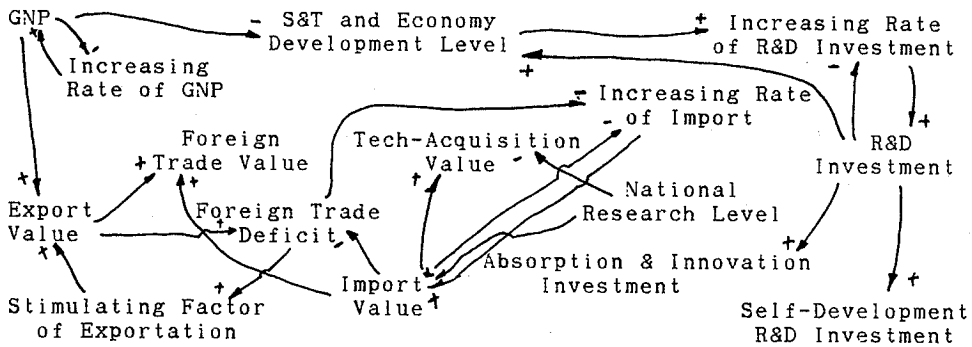 GNP
S&T and Economy
Development Level
Increasing Rate
of R&D Investment
Increasing
Rate of GNP
Increasing Rate
of Import
Foreign
Trade Value
Tech-Acquisition
Value
R&D
Investment
National
Research Level
Export
Value
Foreign Trade
Deficit
Import
Value
Absorption & Innovation
Investment
Stimulating Factor
of Exportation
Self-Development
R&D Investment